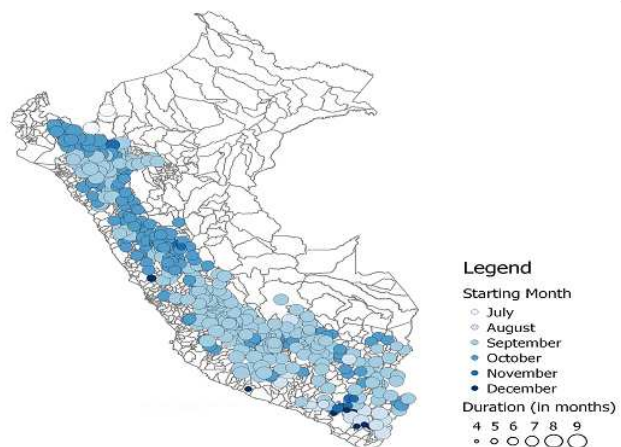 Legend
Starting Month
July
August
September
October
November
December
Duration (in months)
4 5 6 7 8 9